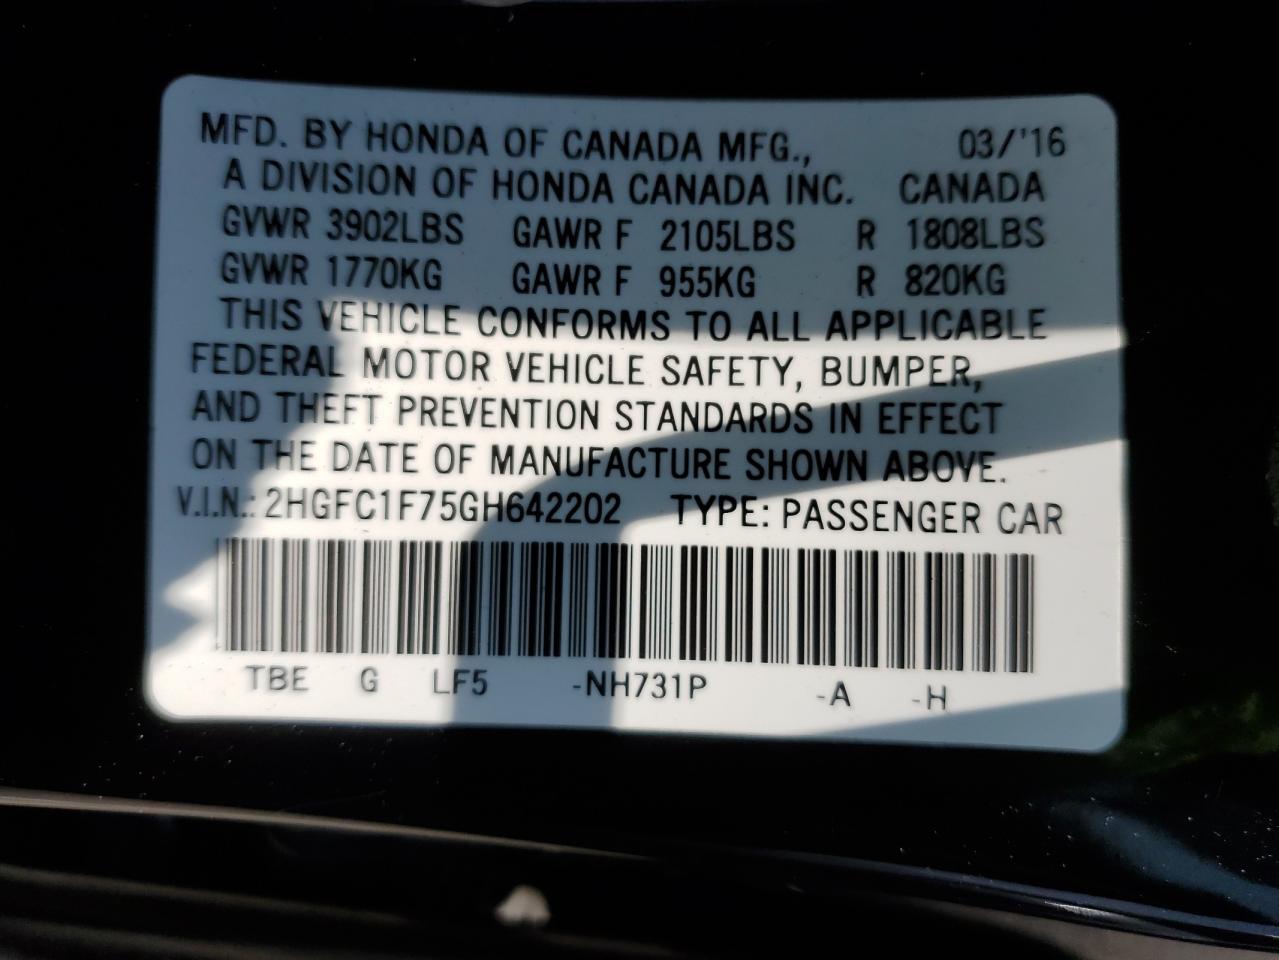 MFD. BY HONDA OF CANADA MFG., 03/'16
A DIVISION OF HONDA CANADA INC. CANADA
GVWR 3902LBS GAWR F 2105LBS R 1808LBS
GVWR 1770KG GAWR F 955KG R 820KG
THIS VEHICLE CONFORMS TO ALL APPLICABLE
FEDERAL MOTOR VEHICLE SAFETY, BUMPER,
AND THEFT PREVENTION STANDARDS IN EFFECT
ON THE DATE OF MANUFACTURE SHOWN ABOVE.
V.I.N.: 2HGFC1F75GH642202 TYPE: PASSENGER CAR
TBE G LF5 -NH731P -A -H